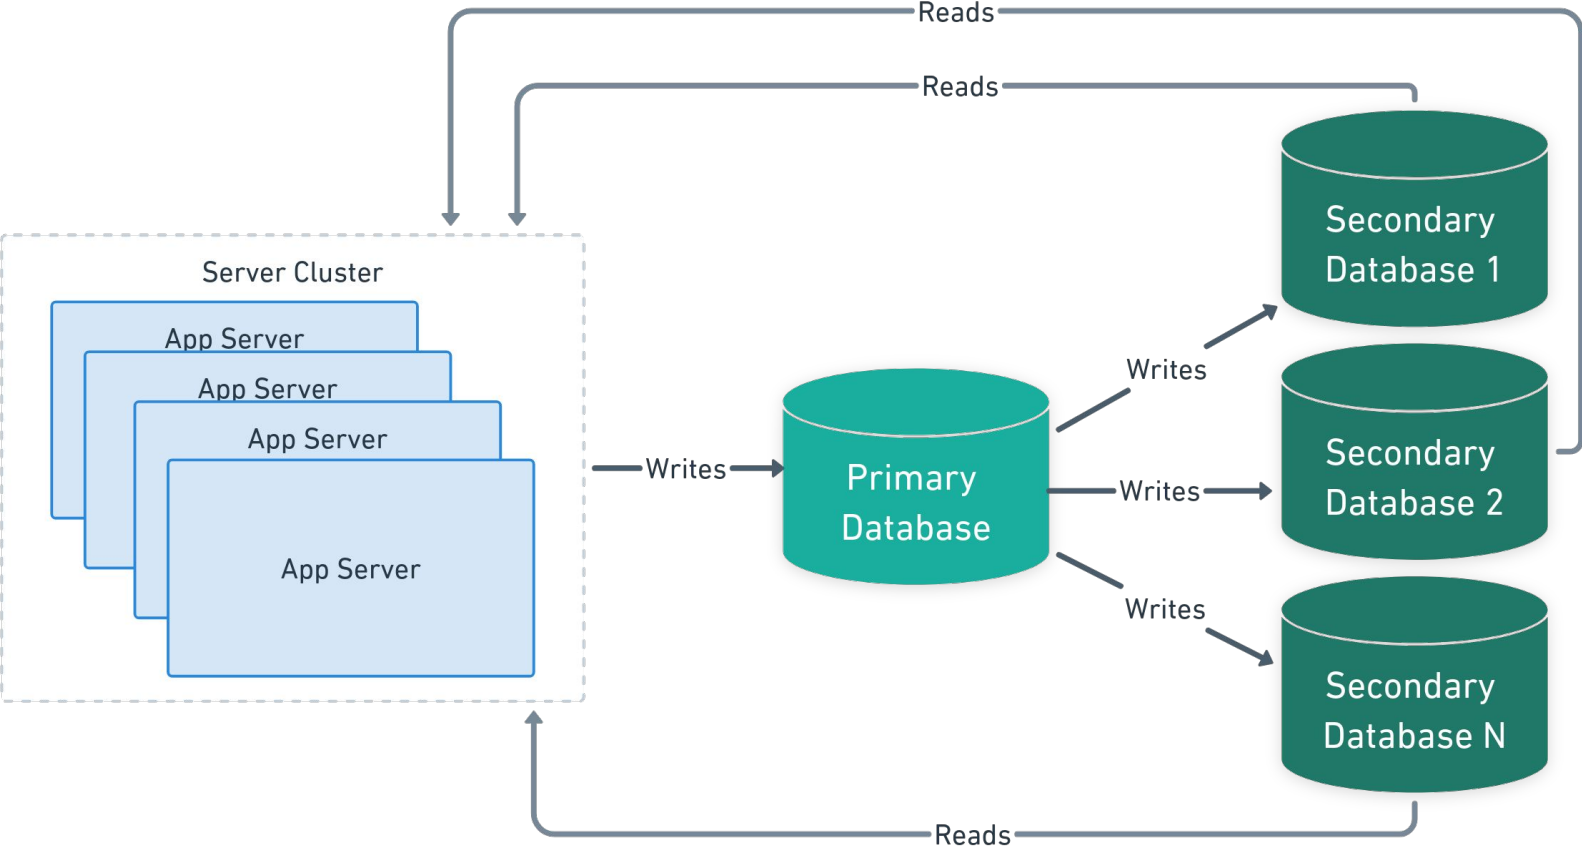 Reads
Reads
Server Cluster
App Server
App Server
App Server
App Server
Writes
Primary
Database
Writes
Writes
Writes
Secondary
Database 1
Secondary
Database 2
Secondary
Database N
Reads